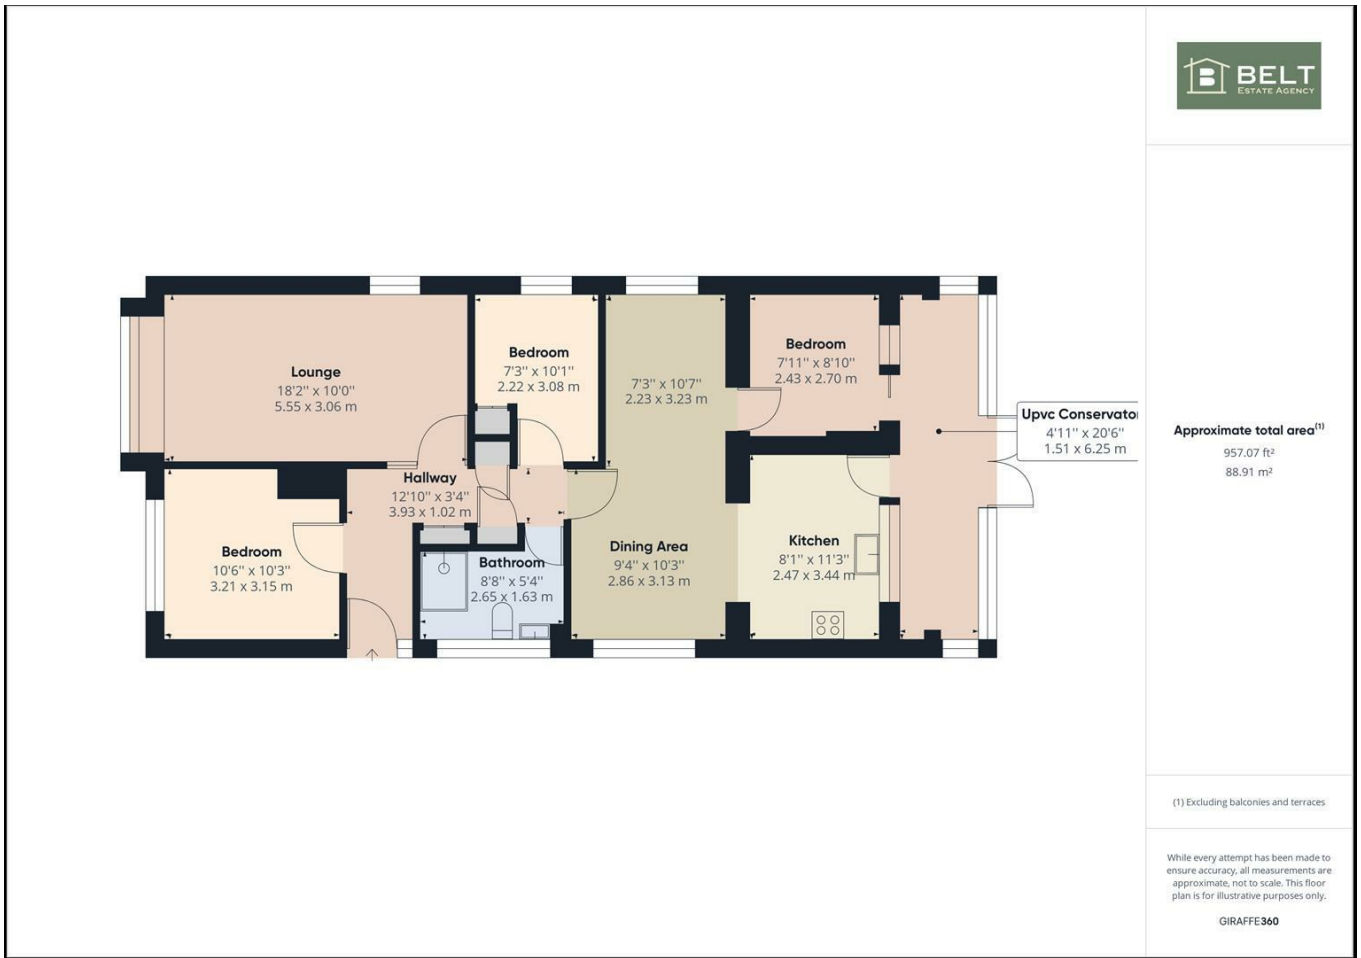 BELT
ESTATE AGENCY
Lounge
18'2" x 10'0"
5.55 x 3.06 m
Bedroom
7'3" x 10'1"
2.22 x 3.08 m
7'3" x 10'7"
2.23 x 3.23 m
Bedroom
7'11" x 8'10"
2.43 x 2.70 m
Upvc Conservator
4'11" x 20'6"
1.51 x 6.25 m
Hallway
12'10" x 3'4"
3.93 x 1.02 m
Bedroom
10'6" x 10'3"
3.21 x 3.15 m
Bathroom
8'8" x 5'4"
2.65 x 1.63 m
Dining Area
9'4" x 10'3"
2.86 x 3.13 m
Kitchen
8'1" x 11'3"
2.47 x 3.44 m
Approximate total area(1)
957.07 ft²
88.91 m²
(1) Excluding balconies and terraces
While every attempt has been made to
ensure accuracy, all measurements are
approximate, not to scale. This floor
plan is for illustrative purposes only.
GIRAFFE360